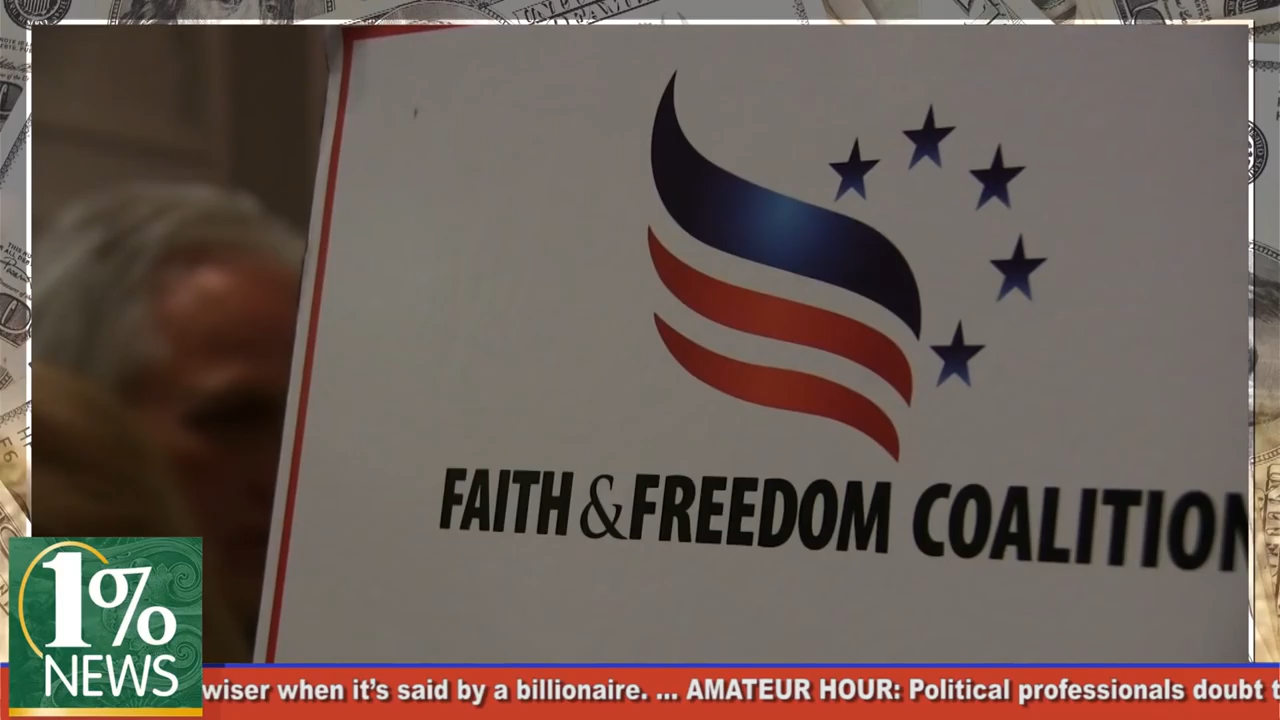 FAITH & FREEDOM COALITION
1%
NEWS
wiser when it's said by a billionaire. ... AMATEUR HOUR: Political professionals doubt t